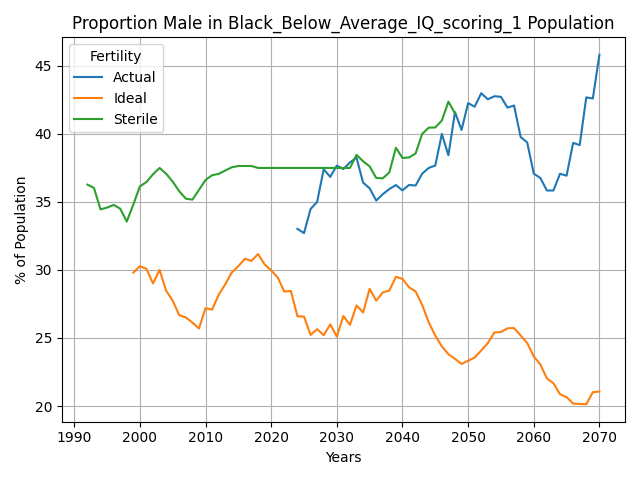 Proportion Male in Black_Below_Average_IQ_scoring_1 Population
Fertility
Actual
Ideal
Sterile
% of Population
45
40
35
30
25
20
1990
2000
2010
2020
2030
2040
2050
2060
2070
Years